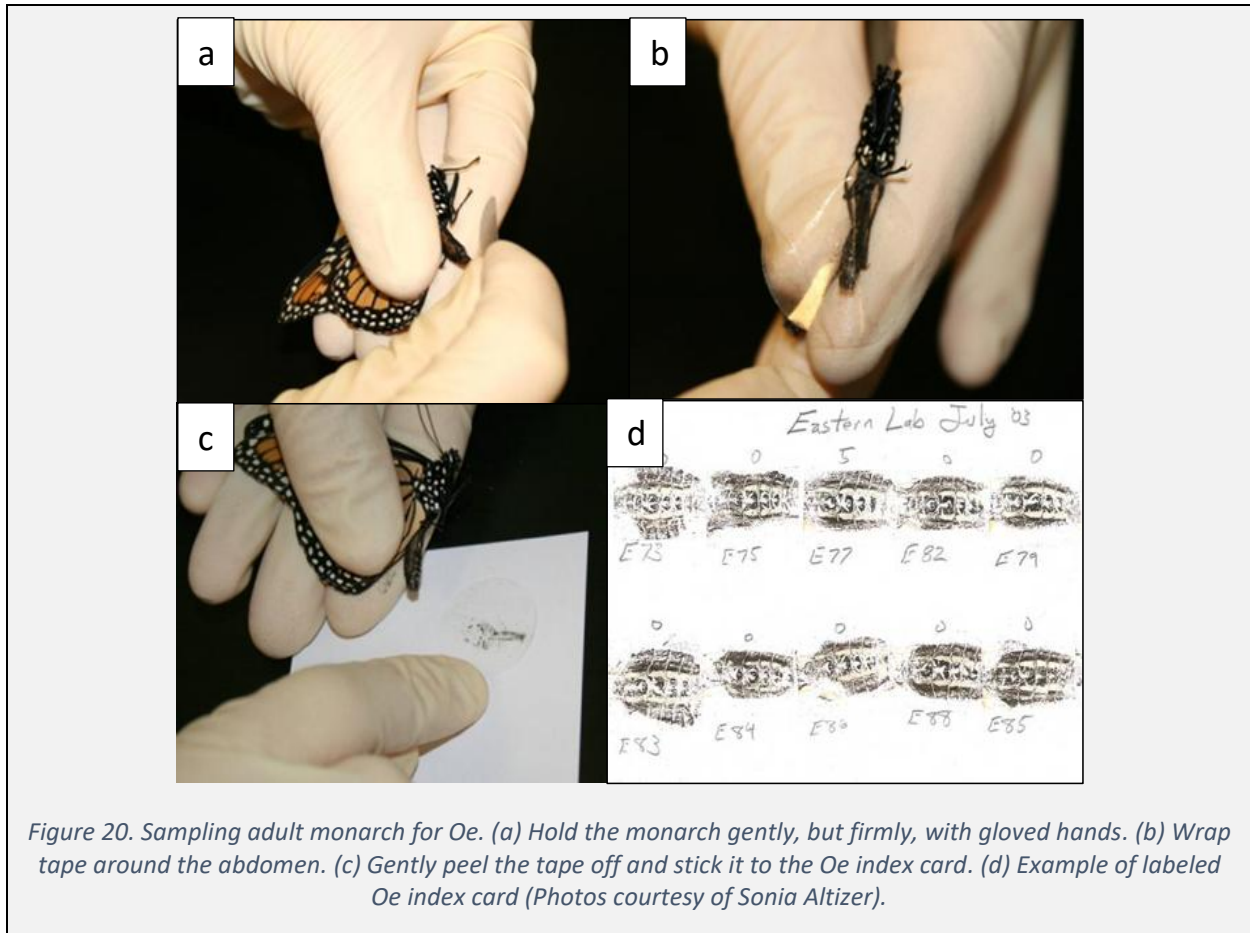 a
b
c
d
Eastern Lab July '03
0 5 0 0
E73 E75 E77 E82 E79
0 0 0 0 0
E83 E84 E86 E88 E85
Figure 20. Sampling adult monarch for Oe. (a) Hold the monarch gently, but firmly, with gloved hands. (b) Wrap
tape around the abdomen. (c) Gently peel the tape off and stick it to the Oe index card. (d) Example of labeled
Oe index card (Photos courtesy of Sonia Altizer).